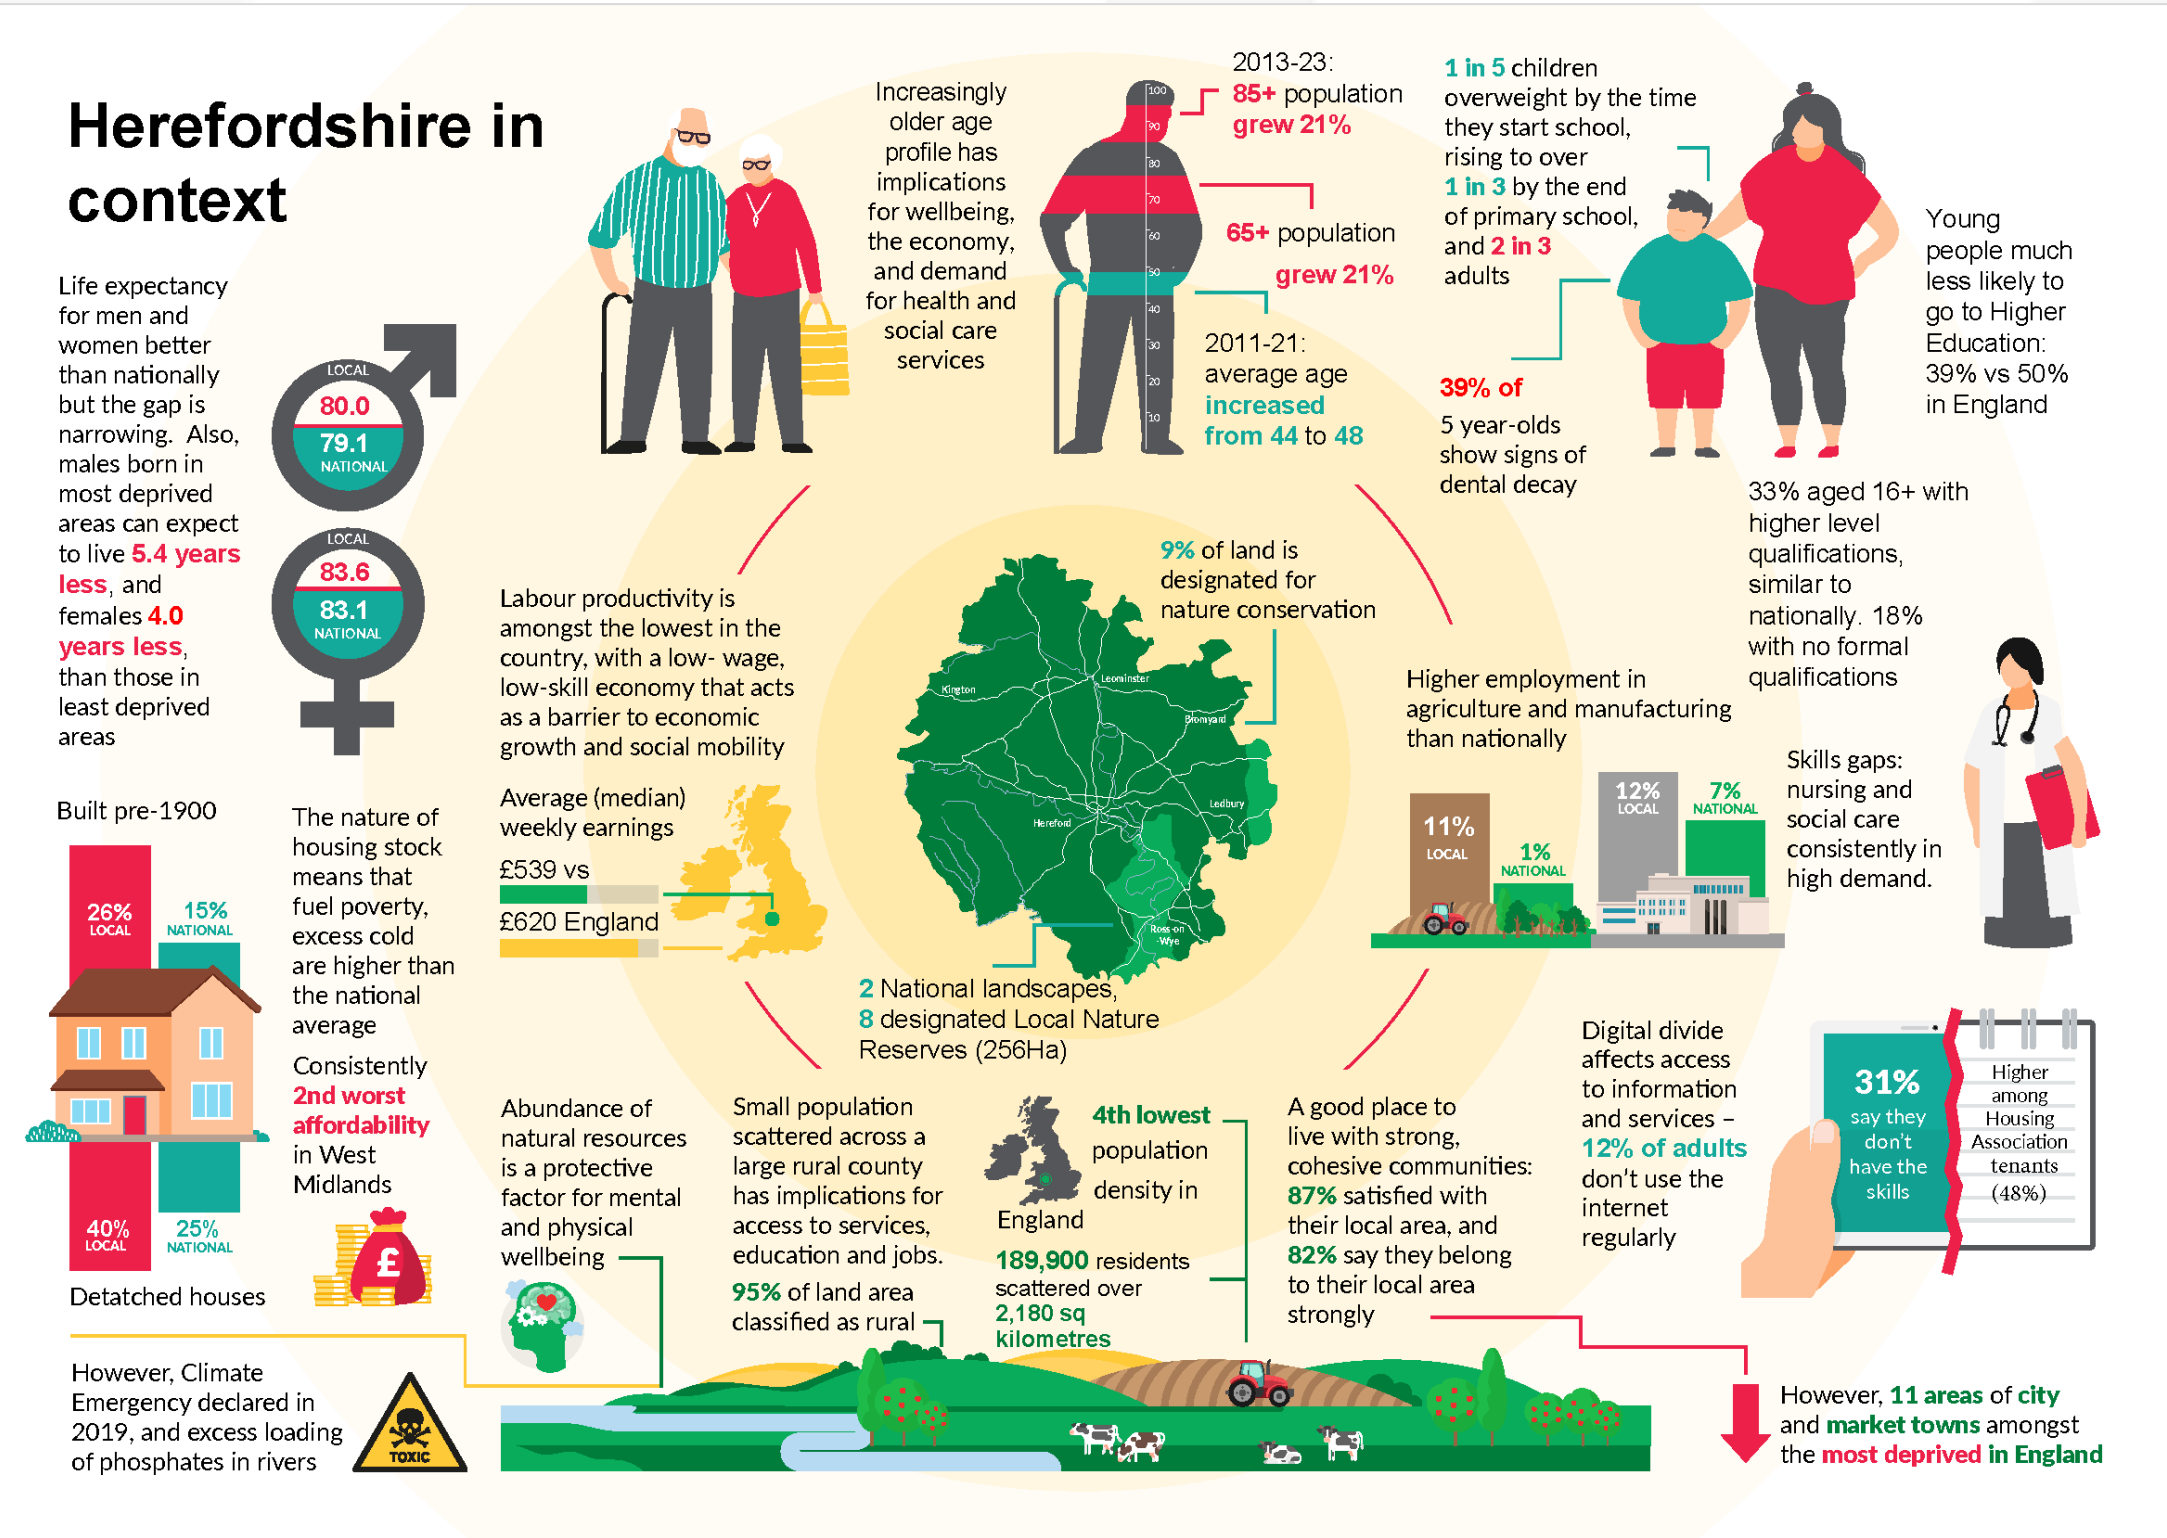 Herefordshire in
context
Life expectancy
for men and
women better
than nationally
but the gap is
narrowing. Also,
males born in
most deprived
areas can expect
to live 5.4 years
less, and
females 4.0
years less,
than those in
least deprived
areas
LOCAL
80.0
79.1
NATIONAL
LOCAL
83.6
83.1
NATIONAL
Increasingly
older age
profile has
implications
for wellbeing,
the economy,
and demand
for health and
social care
services
100
90
80
70
60
50
40
30
20
10
2013-23:
85+ population
grew 21%
65+ population
grew 21%
2011-21:
average age
increased
from 44 to 48
1 in 5 children
overweight by the time
they start school,
rising to over
1 in 3 by the end
of primary school,
and 2 in 3
adults
39% of
5 year-olds
show signs of
dental decay
Young
people much
less likely to
go to Higher
Education:
39% vs 50%
in England
33% aged 16+ with
higher level
qualifications,
similar to
nationally. 18%
with no formal
qualifications
Labour productivity is
amongst the lowest in the
country, with a low- wage,
low-skill economy that acts
as a barrier to economic
growth and social mobility
Average (median)
weekly earnings
£539 vs
£620 England
9% of land is
designated for
nature conservation
Kington
Leominster
Bromyard
Ledbury
Hereford
Ross-on
-Wye
2 National landscapes,
8 designated Local Nature
Reserves (256Ha)
Higher employment in
agriculture and manufacturing
than nationally
11%
LOCAL
1%
NATIONAL
12%
LOCAL
7%
NATIONAL
Skills gaps:
nursing and
social care
consistently in
high demand.
Built pre-1900
26%
LOCAL
15%
NATIONAL
40%
LOCAL
25%
NATIONAL
Detatched houses
The nature of
housing stock
means that
fuel poverty,
excess cold
are higher than
the national
average
Consistently
2nd worst
affordability
in West
Midlands
£
However, Climate
Emergency declared in
2019, and excess loading
of phosphates in rivers
TOXIC
Abundance of
natural resources
is a protective
factor for mental
and physical
wellbeing
Small population
scattered across a
large rural county
has implications for
access to services,
education and jobs.
95% of land area
classified as rural
4th lowest
population
density in
England
189,900 residents
scattered over
2,180 sq
kilometres
A good place to
live with strong,
cohesive communities:
87% satisfied with
their local area, and
82% say they belong
to their local area
strongly
Digital divide
affects access
to information
and services –
12% of adults
don't use the
internet
regularly
31%
say they
don't
have the
skills
Higher
among
Housing
Association
tenants
(48%)
However, 11 areas of city
and market towns amongst
the most deprived in England